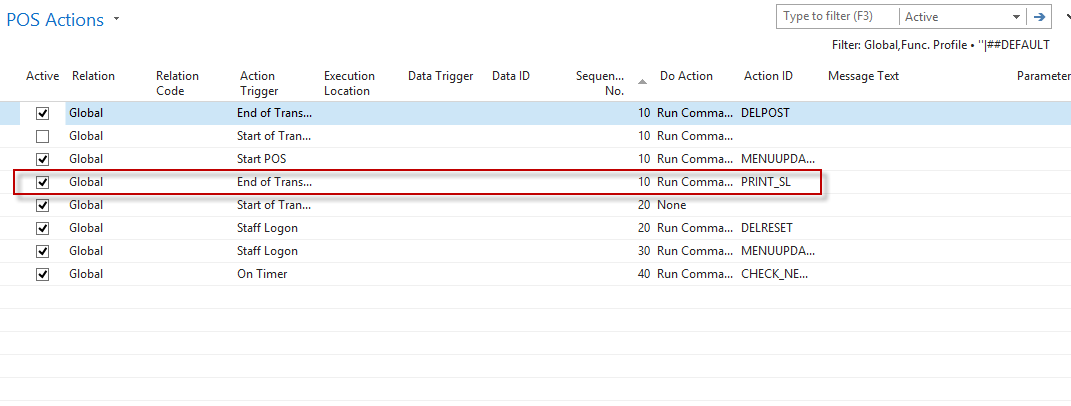 POS Actions
Type to filter (F3) Active
Filter: Global,Func. Profile • ''|##DEFAULT
Active Relation Relation Code Action Trigger Execution Location Data Trigger Data ID Sequen... No. Do Action Action ID Message Text Parameter
Global End of Trans... 10 Run Comma... DELPOST
Global Start of Tran... 10 Run Comma...
Global Start POS 10 Run Comma... MENUUPDA...
Global End of Trans... 10 Run Comma... PRINT_SL
Global Start of Tran... 20 None
Global Staff Logon 20 Run Comma... DELRESET
Global Staff Logon 30 Run Comma... MENUUPDA...
Global On Timer 40 Run Comma... CHECK_NE...